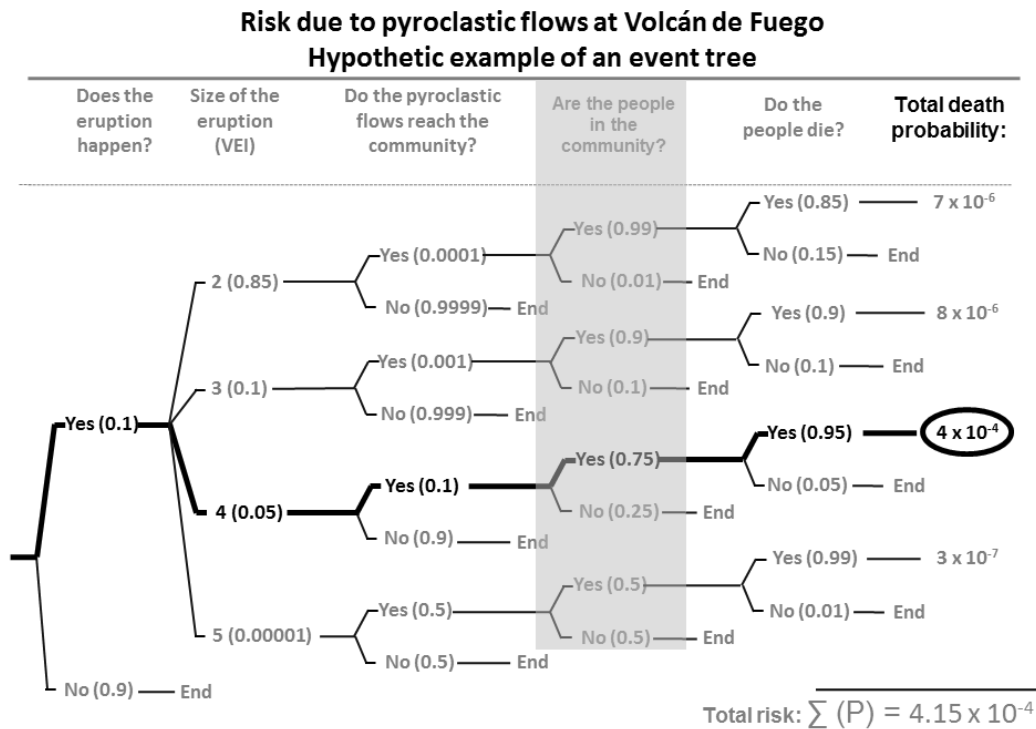 Risk due to pyroclastic flows at Volcán de Fuego
Hypothetic example of an event tree
Does the
eruption
happen?
Size of the
eruption
(VEI)
Do the pyroclastic
flows reach the
community?
Are the people
in the
community?
Do the
people die?
Total death
probability:
Yes (0.85) 7 x 10⁻⁶
Yes (0.99)
Yes (0.0001) No (0.15) End
2 (0.85) No (0.01) End
No (0.9999) End
Yes (0.9) 8 x 10⁻⁶
Yes (0.9)
Yes (0.001) No (0.1) End
3 (0.1) No (0.1) End
No (0.999) End
Yes (0.1) Yes (0.95) 4 x 10⁻⁴
Yes (0.75)
Yes (0.1) No (0.05) End
4 (0.05) No (0.25) End
No (0.9) End
Yes (0.99) 3 x 10⁻⁷
Yes (0.5)
Yes (0.5) No (0.01) End
5 (0.00001) No (0.5) End
No (0.5) End
No (0.9) End
Total risk: ∑ (P) = 4.15 x 10⁻⁴